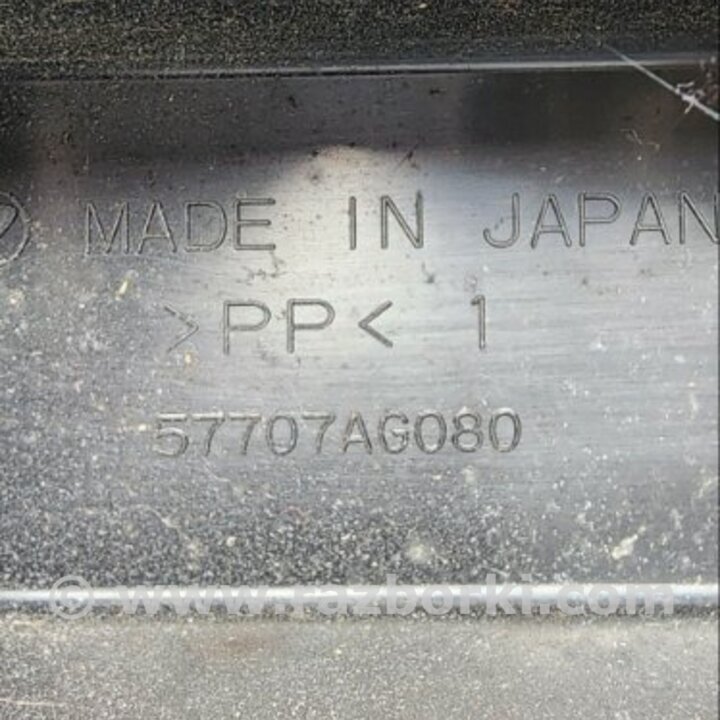 MADE IN JAPAN
>PP< 1
57707AG080
© www.razborki.com